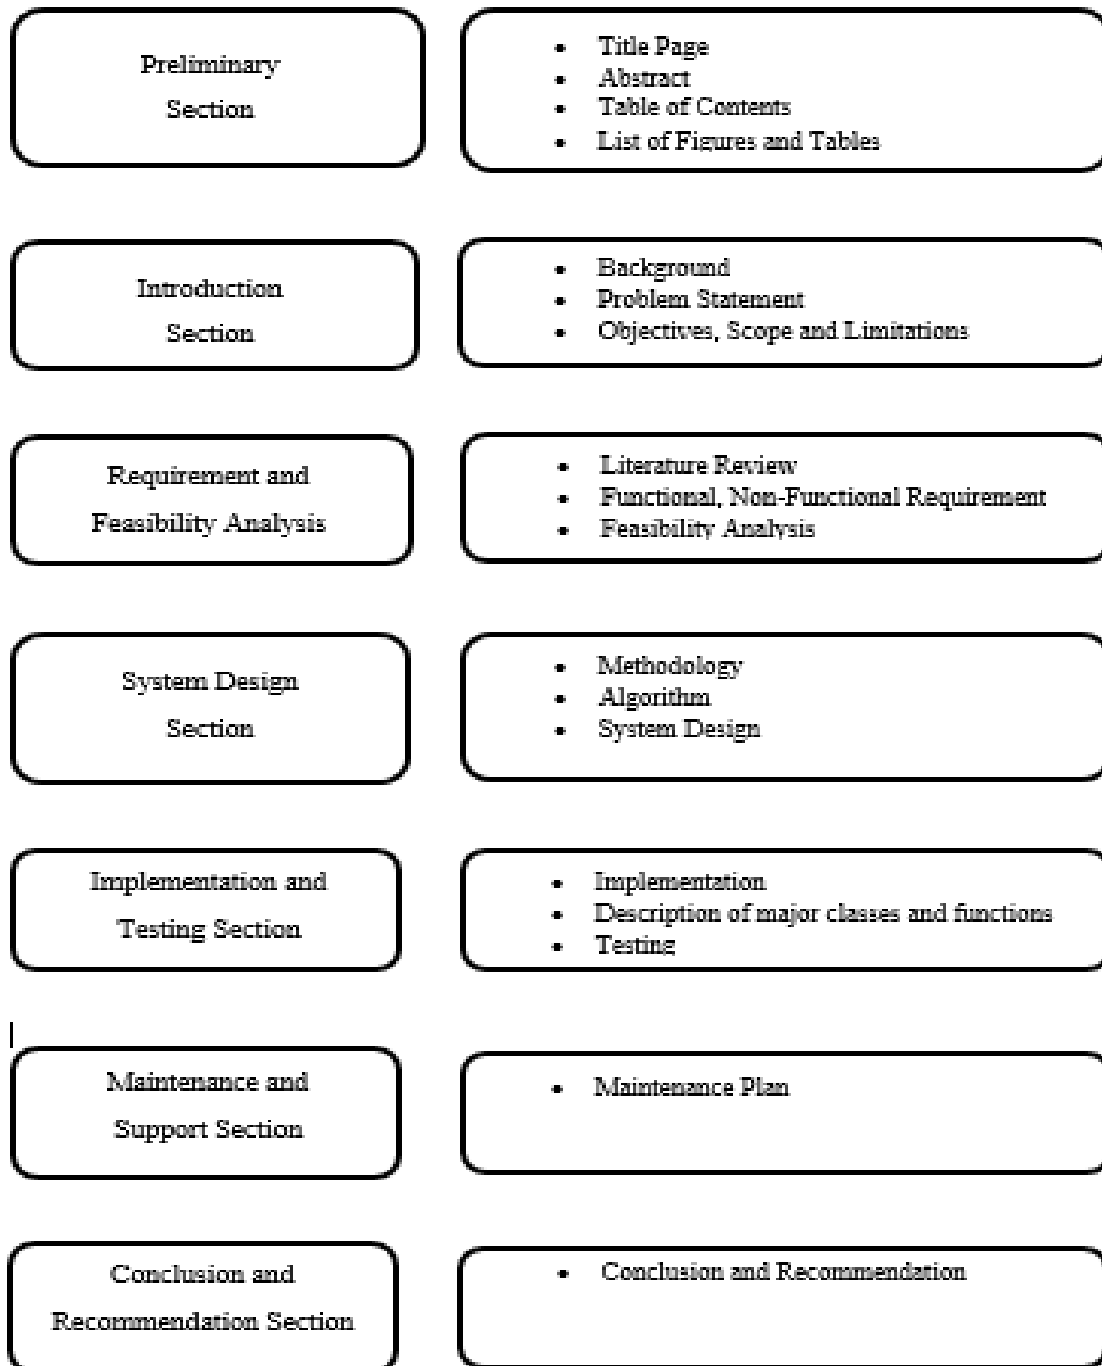 Preliminary
Section
• Title Page
• Abstract
• Table of Contents
• List of Figures and Tables
Introduction
Section
• Background
• Problem Statement
• Objectives, Scope and Limitations
Requirement and
Feasibility Analysis
• Literature Review
• Functional, Non-Functional Requirement
• Feasibility Analysis
System Design
Section
• Methodology
• Algorithm
• System Design
Implementation and
Testing Section
• Implementation
• Description of major classes and functions
• Testing
Maintenance and
Support Section
• Maintenance Plan
Conclusion and
Recommendation Section
• Conclusion and Recommendation